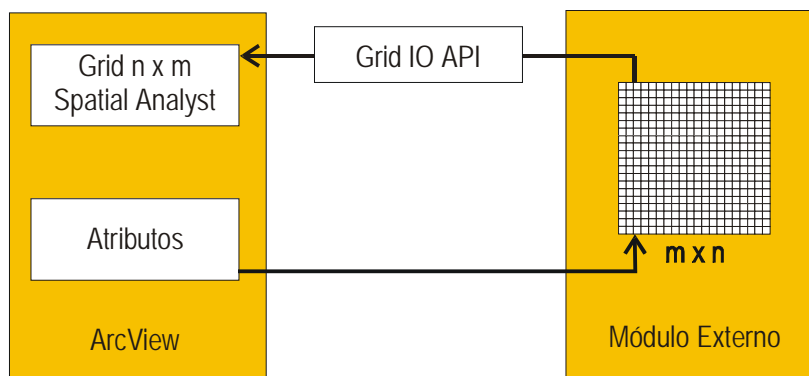 Grid n x m
Spatial Analyst
Grid IO API
Atributos
m x n
ArcView
Módulo Externo